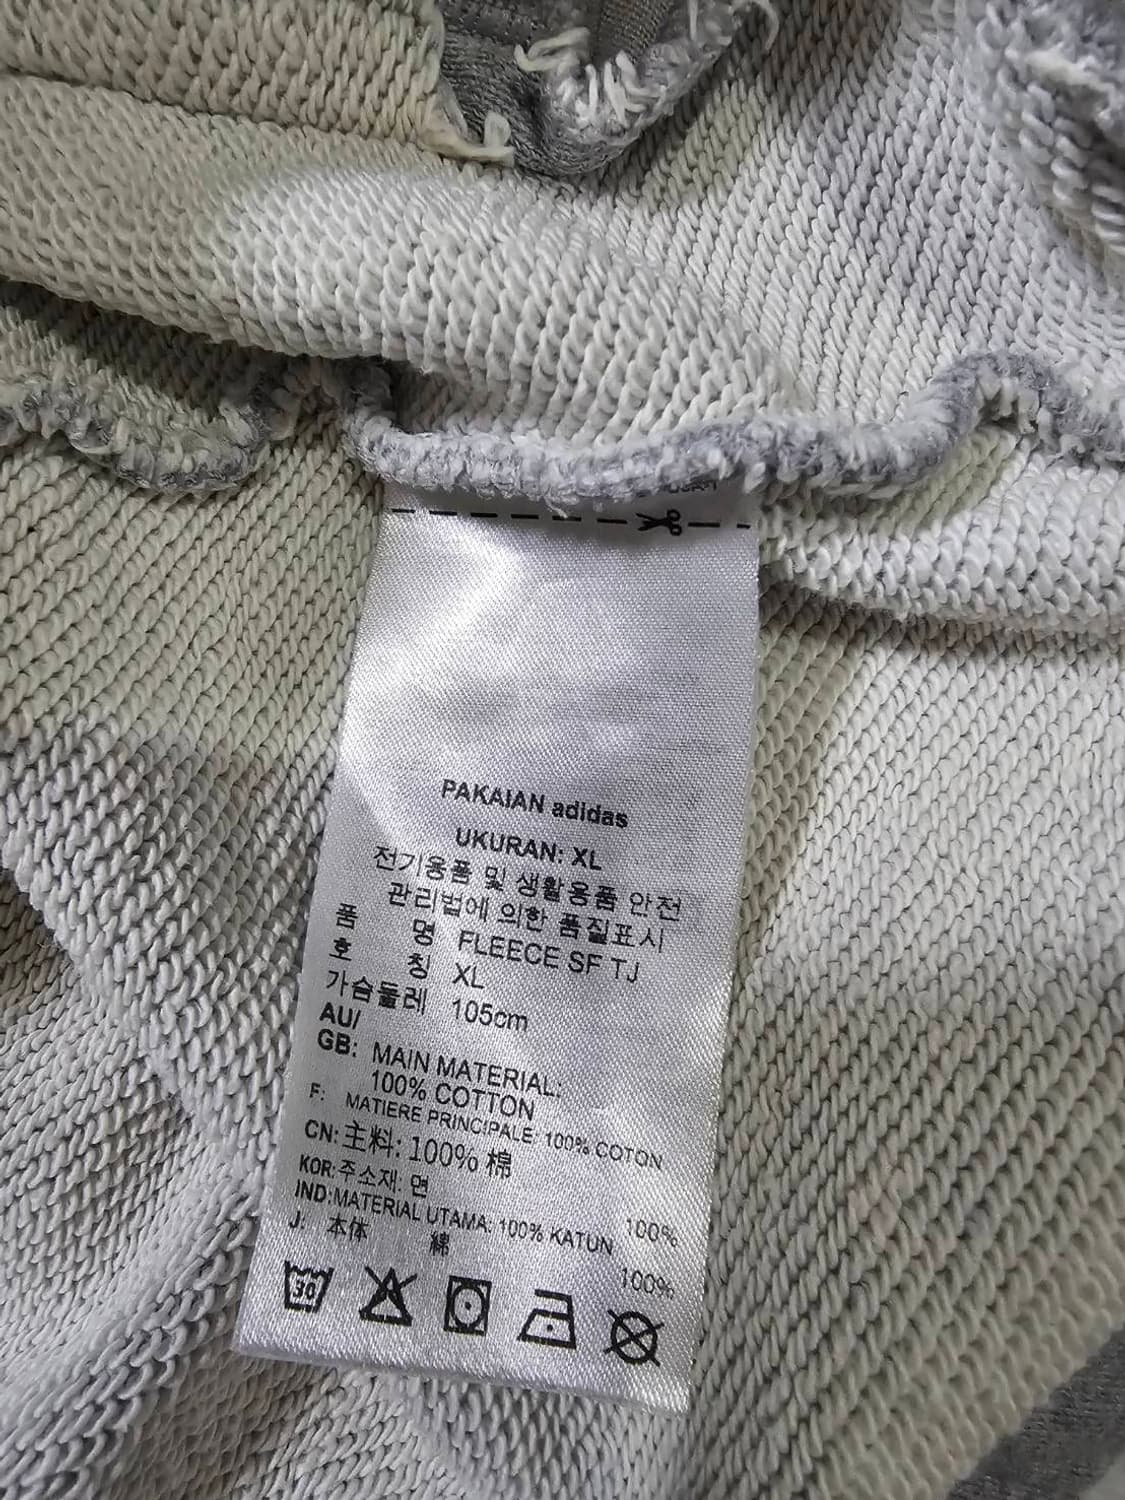 PAKAIAN adidas
UKURAN: XL
전기용품 및 생활용품 안전
관리법에 의한 품질표시
품 명 FLEECE SF TJ
호 칭 XL
가슴둘레 105cm
AU/
GB: MAIN MATERIAL:
100% COTTON
F: MATIERE PRINCIPALE: 100% COTON
CN: 主料: 100% 棉
KOR: 주소재: 면 100%
IND: MATERIAL UTAMA: 100% KATUN
J: 本体 綿 100%
30